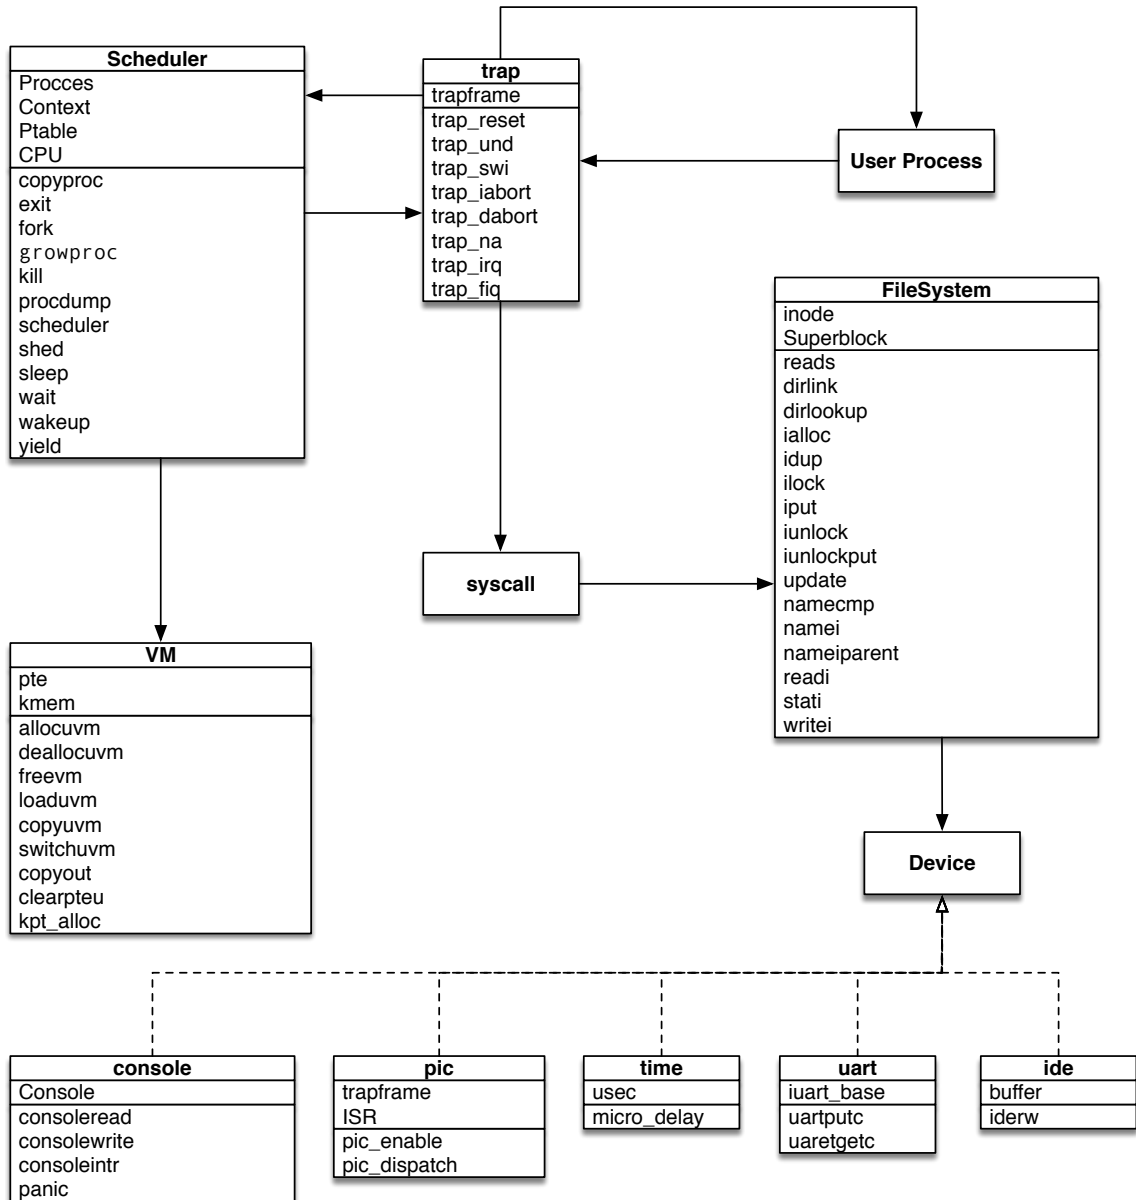 Scheduler
Procces
Context
Ptable
CPU
copyproc
exit
fork
growproc
kill
procdump
scheduler
shed
sleep
wait
wakeup
yield
trap
trapframe
trap_reset
trap_und
trap_swi
trap_iabort
trap_dabort
trap_na
trap_irq
trap_fiq
User Process
FileSystem
inode
Superblock
reads
dirlink
dirlookup
ialloc
idup
ilock
iput
iunlock
iunlockput
update
namecmp
namei
nameiparent
readi
stati
writei
syscall
VM
pte
kmem
allocuvm
deallocuvm
freevm
loaduvm
copyuvm
switchuvm
copyout
clearpteu
kpt_alloc
Device
console
Console
consoleread
consolewrite
consoleintr
panic
pic
trapframe
ISR
pic_enable
pic_dispatch
time
usec
micro_delay
uart
iuart_base
uartputc
uaretgetc
ide
buffer
iderw